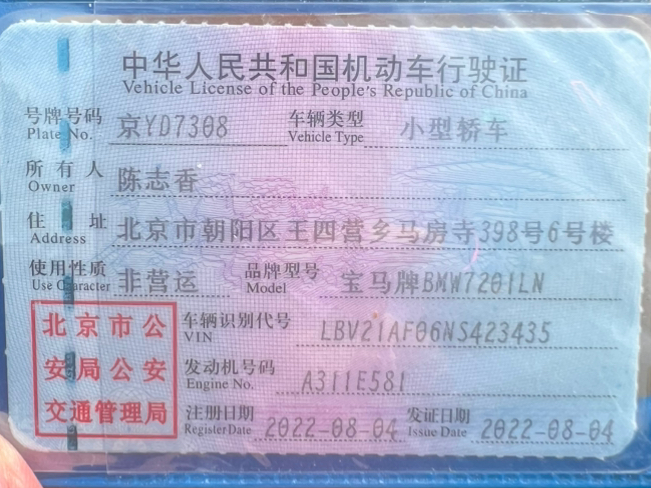 中华人民共和国机动车行驶证
Vehicle License of the People's Republic of China
号牌号码 京YD7308 车辆类型 小型轿车
Plate No. Vehicle Type
所有人 陈志香
Owner
住址 北京市朝阳区王四营乡马房寺398号6号楼
Address
使用性质 非营运 品牌型号 宝马牌BMW7201LN
Use Character Model
北京市公安局公安交通管理局
车辆识别代号 LBV21AF06NS423435
VIN
发动机号码 A311E581
Engine No.
注册日期 2022-08-04 发证日期 2022-08-04
Register Date Issue Date